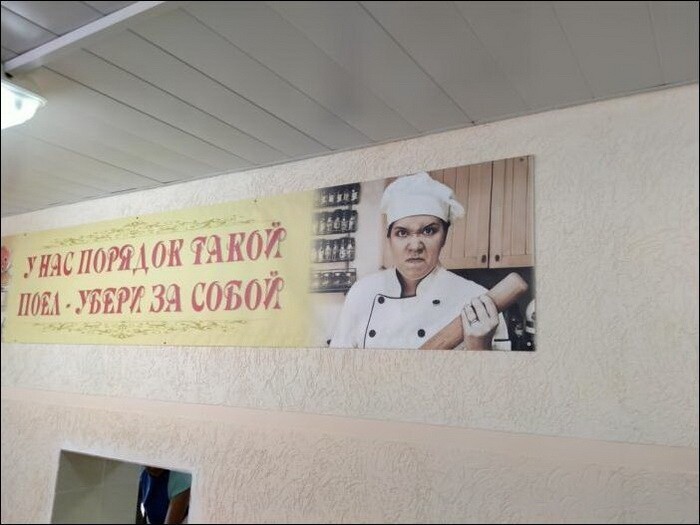 У НАС ПОРЯДОК ТАКОЙ
ПОЕЛ - УБЕРИ ЗА СОБОЙ